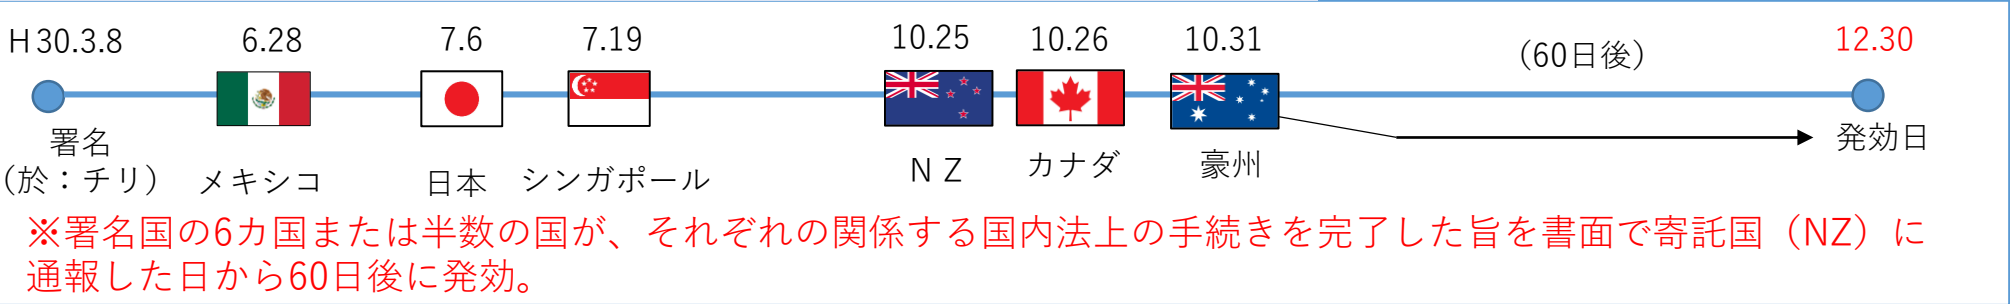 H30.3.8 6.28 7.6 7.19 10.25 10.26 10.31 (60日後) 12.30
署名 発効日
(於：チリ) メキシコ 日本 シンガポール ＮＺ カナダ 豪州
※署名国の6カ国または半数の国が、それぞれの関係する国内法上の手続きを完了した旨を書面で寄託国（NZ）に
通報した日から60日後に発効。